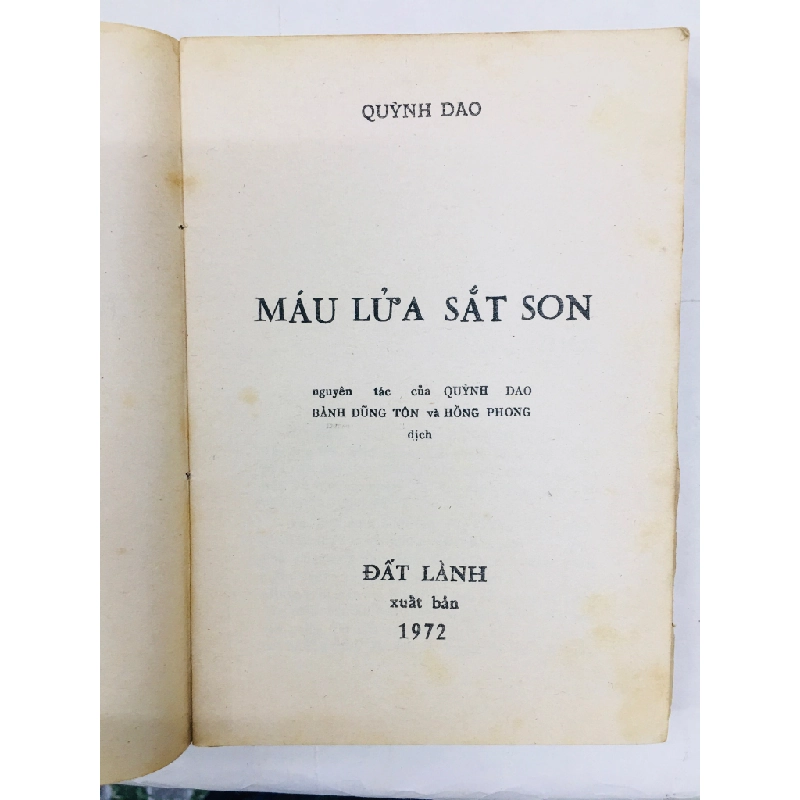 QUỲNH DAO
MÁU LỬA SẮT SON
nguyên tác của QUỲNH DAO
BÀNH DŨNG TÔN và HỒNG PHONG
dịch
ĐẤT LÀNH
xuất bản
1972